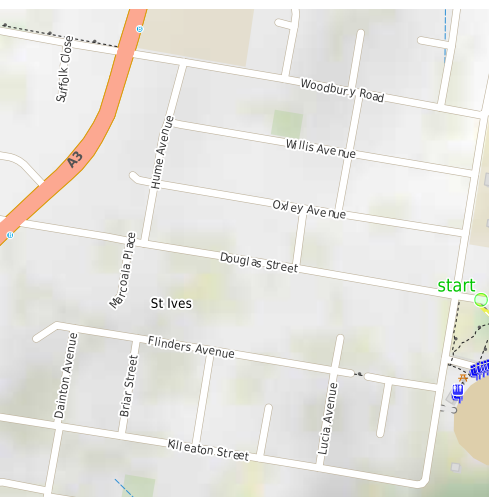 Suffolk Close
Woodbury Road
A3
Hume Avenue
Willis Avenue
Oxley Avenue
Marcoala Place
Douglas Street
start
St Ives
Flinders Avenue
Dainton Avenue
Briar Street
Lucia Avenue
Killeaton Street